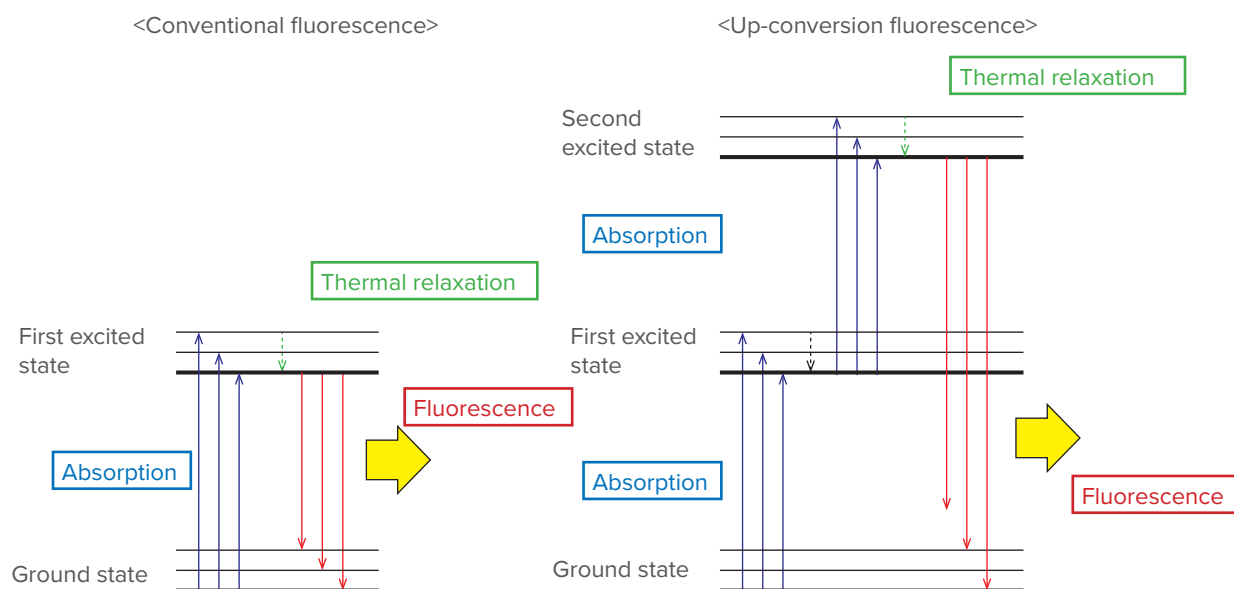 <Conventional fluorescence>
Thermal relaxation
First excited
state
Fluorescence
Absorption
Ground state
<Up-conversion fluorescence>
Thermal relaxation
Second
excited state
Absorption
First excited
state
Absorption
Fluorescence
Ground state